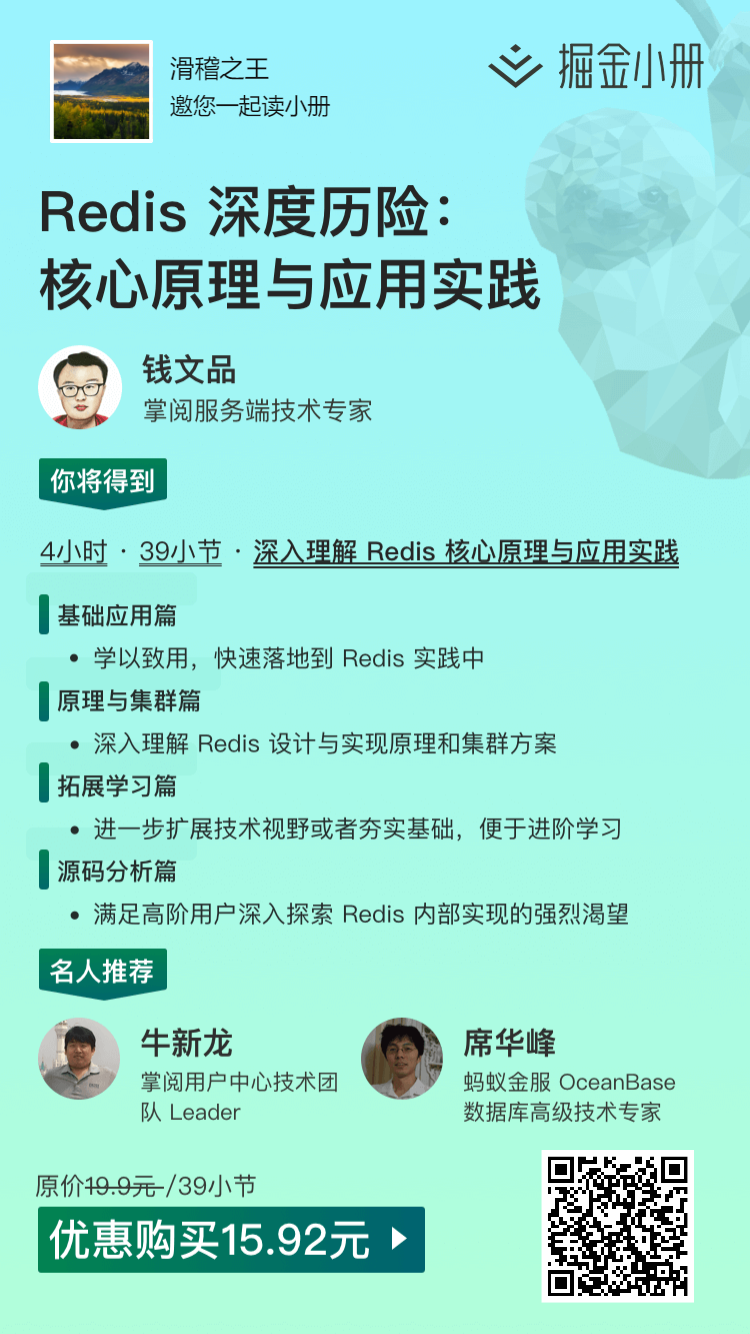 滑稽之王
邀您一起读小册
掘金小册
Redis 深度历险：
核心原理与应用实践
钱文品
掌阅服务端技术专家
你将得到
4小时 · 39小节 · 深入理解 Redis 核心原理与应用实践
基础应用篇
• 学以致用，快速落地到 Redis 实践中
原理与集群篇
• 深入理解 Redis 设计与实现原理和集群方案
拓展学习篇
• 进一步扩展技术视野或者夯实基础，便于进阶学习
源码分析篇
• 满足高阶用户深入探索 Redis 内部实现的强烈渴望
名人推荐
牛新龙
掌阅用户中心技术团
队 Leader
席华峰
蚂蚁金服 OceanBase
数据库高级技术专家
原价19.9元 /39小节
优惠购买15.92元